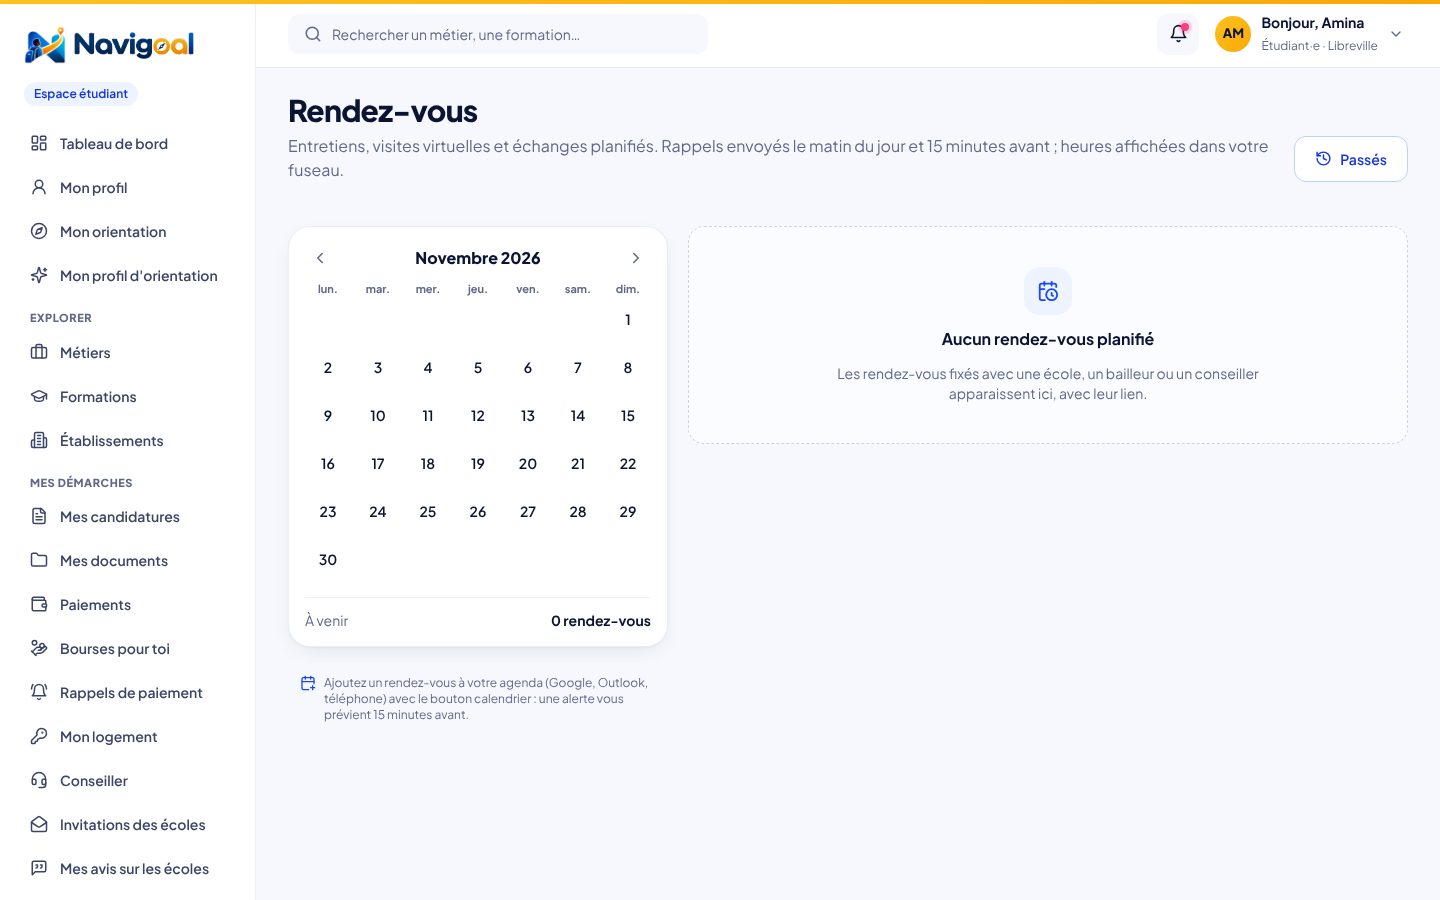 Navigoal
Espace étudiant
Tableau de bord
Mon profil
Mon orientation
Mon profil d'orientation
EXPLORER
Métiers
Formations
Établissements
MES DÉMARCHES
Mes candidatures
Mes documents
Paiements
Bourses pour toi
Rappels de paiement
Mon logement
Conseiller
Invitations des écoles
Mes avis sur les écoles
Rechercher un métier, une formation…
AM
Bonjour, Amina
Étudiant·e · Libreville
Rendez-vous
Entretiens, visites virtuelles et échanges planifiés. Rappels envoyés le matin du jour et 15 minutes avant ; heures affichées dans votre
fuseau.
Passés
Novembre 2026
lun. mar. mer. jeu. ven. sam. dim.
1
2 3 4 5 6 7 8
9 10 11 12 13 14 15
16 17 18 19 20 21 22
23 24 25 26 27 28 29
30
À venir 0 rendez-vous
Ajoutez un rendez-vous à votre agenda (Google, Outlook,
téléphone) avec le bouton calendrier : une alerte vous
prévient 15 minutes avant.
Aucun rendez-vous planifié
Les rendez-vous fixés avec une école, un bailleur ou un conseiller
apparaissent ici, avec leur lien.